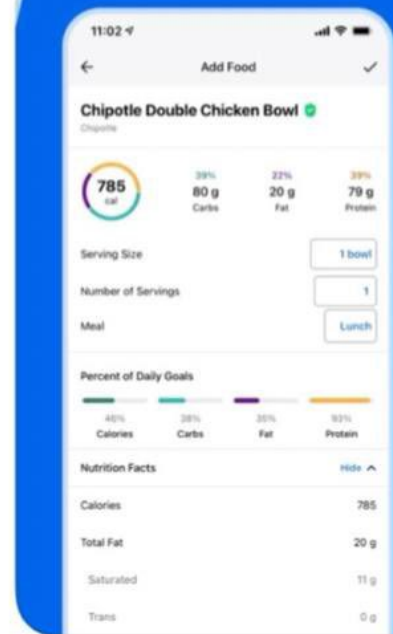 11:02
Add Food
Chipotle Double Chicken Bowl
Chipotle
785
cal
39%
80 g
Carbs
22%
20 g
Fat
39%
79 g
Protein
Serving Size
1 bowl
Number of Servings
1
Meal
Lunch
Percent of Daily Goals
46%
Calories
28%
Carbs
35%
Fat
93%
Protein
Nutrition Facts
Hide
Calories
785
Total Fat
20 g
Saturated
11 g
Trans
0 g